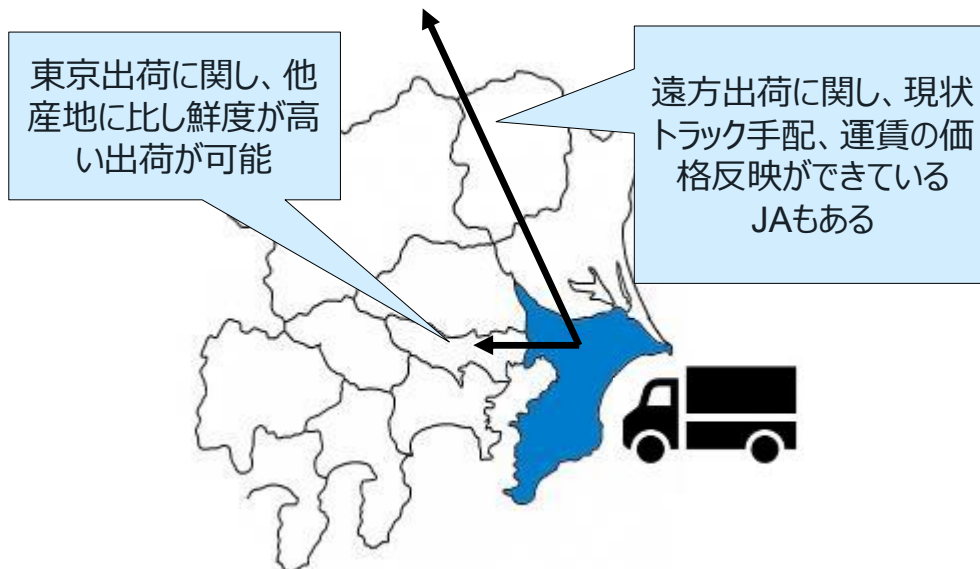 東京出荷に関し、他
産地に比し鮮度が高
い出荷が可能
遠方出荷に関し、現状
トラック手配、運賃の価
格反映ができている
JAもある